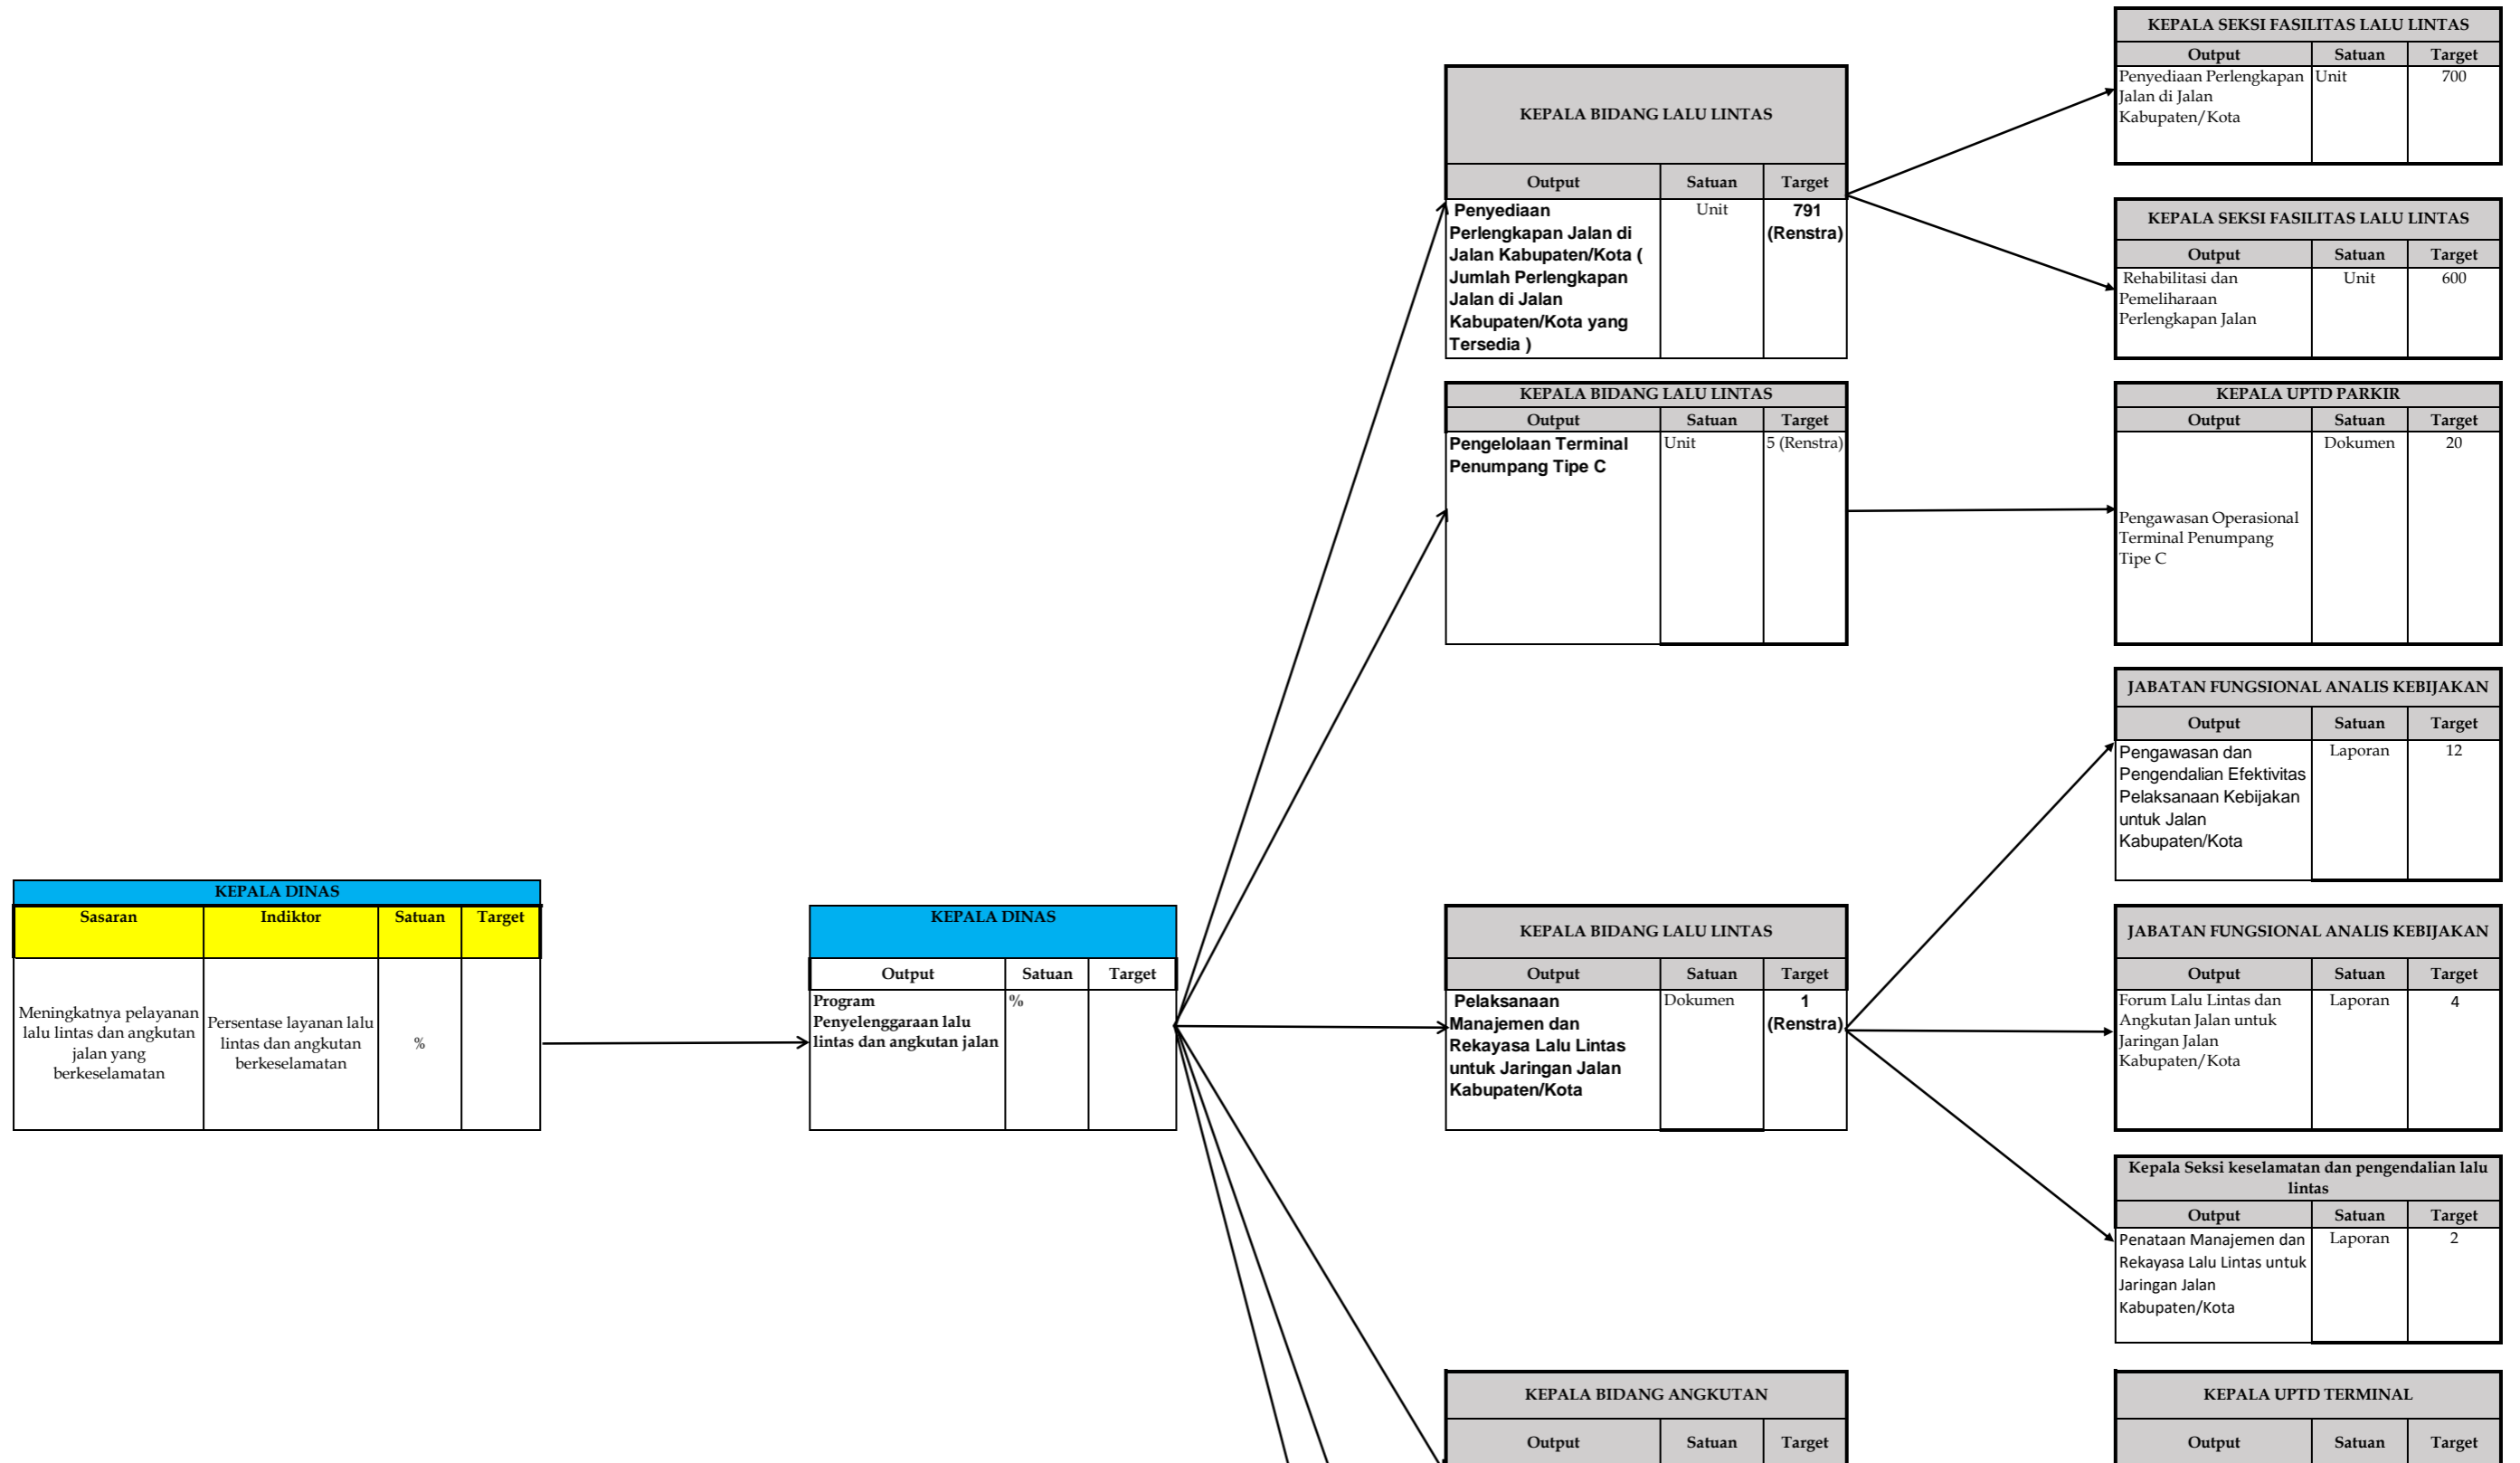 KEPALA SEKSI FASILITAS LALU LINTAS
Output Satuan Target
Penyediaan Perlengkapan Unit 700
Jalan di Jalan
Kabupaten/Kota
KEPALA BIDANG LALU LINTAS
Output Satuan Target
Penyediaan Unit 791
Perlengkapan Jalan di (Renstra)
Jalan Kabupaten/Kota (
Jumlah Perlengkapan
Jalan di Jalan
Kabupaten/Kota yang
Tersedia )
KEPALA SEKSI FASILITAS LALU LINTAS
Output Satuan Target
Rehabilitasi dan Unit 600
Pemeliharaan
Perlengkapan Jalan
KEPALA BIDANG LALU LINTAS
Output Satuan Target
Pengelolaan Terminal Unit 5 (Renstra)
Penumpang Tipe C
KEPALA UPTD PARKIR
Output Satuan Target
Dokumen 20
Pengawasan Operasional
Terminal Penumpang
Tipe C
JABATAN FUNGSIONAL ANALIS KEBIJAKAN
Output Satuan Target
Pengawasan dan Laporan 12
Pengendalian Efektivitas
Pelaksanaan Kebijakan
untuk Jalan
Kabupaten/Kota
KEPALA DINAS
Sasaran Indiktor Satuan Target
Meningkatnya pelayanan
lalu lintas dan angkutan
jalan yang
berkeselamatan
Persentase layanan lalu
lintas dan angkutan
berkeselamatan
%
KEPALA DINAS
Output Satuan Target
Program %
Penyelenggaraan lalu
lintas dan angkutan jalan
KEPALA BIDANG LALU LINTAS
Output Satuan Target
Pelaksanaan Dokumen 1
Manajemen dan (Renstra)
Rekayasa Lalu Lintas
untuk Jaringan Jalan
Kabupaten/Kota
JABATAN FUNGSIONAL ANALIS KEBIJAKAN
Output Satuan Target
Forum Lalu Lintas dan Laporan 4
Angkutan Jalan untuk
Jaringan Jalan
Kabupaten/Kota
Kepala Seksi keselamatan dan pengendalian lalu
lintas
Output Satuan Target
Penataan Manajemen dan Laporan 2
Rekayasa Lalu Lintas untuk
Jaringan Jalan
Kabupaten/Kota
KEPALA BIDANG ANGKUTAN
Output Satuan Target
KEPALA UPTD TERMINAL
Output Satuan Target